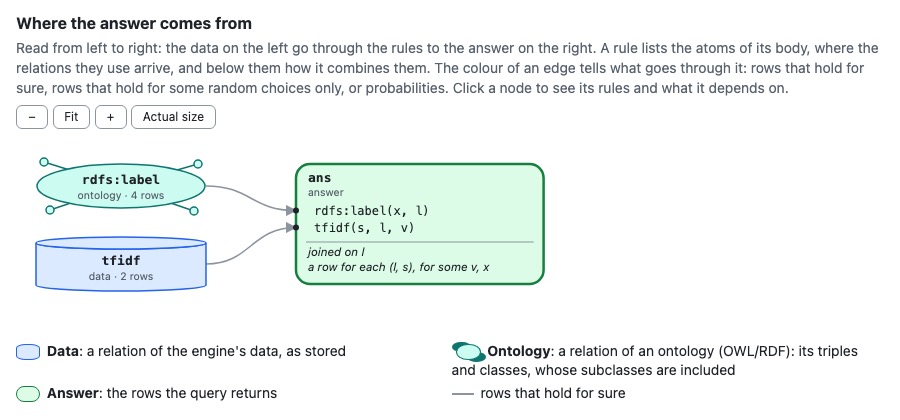 Where the answer comes from
Read from left to right: the data on the left go through the rules to the answer on the right. A rule lists the atoms of its body, where the
relations they use arrive, and below them how it combines them. The colour of an edge tells what goes through it: rows that hold for
sure, rows that hold for some random choices only, or probabilities. Click a node to see its rules and what it depends on.
− Fit + Actual size
rdfs:label
ontology · 4 rows
tfidf
data · 2 rows
ans
answer
rdfs:label(x, l)
tfidf(s, l, v)
joined on l
a row for each (l, s), for some v, x
Data: a relation of the engine's data, as stored
Ontology: a relation of an ontology (OWL/RDF): its triples
and classes, whose subclasses are included
Answer: the rows the query returns
rows that hold for sure